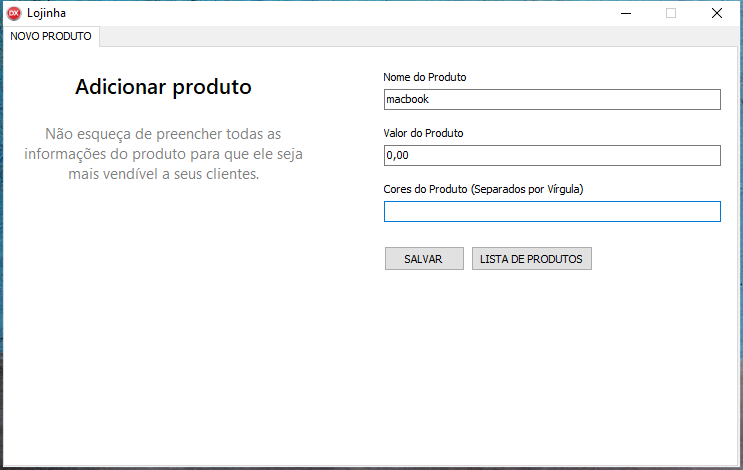 DX Lojinha
NOVO PRODUTO
Adicionar produto
Não esqueça de preencher todas as
informações do produto para que ele seja
mais vendível a seus clientes.
Nome do Produto
macbook
Valor do Produto
0,00
Cores do Produto (Separados por Vírgula)
SALVAR
LISTA DE PRODUTOS